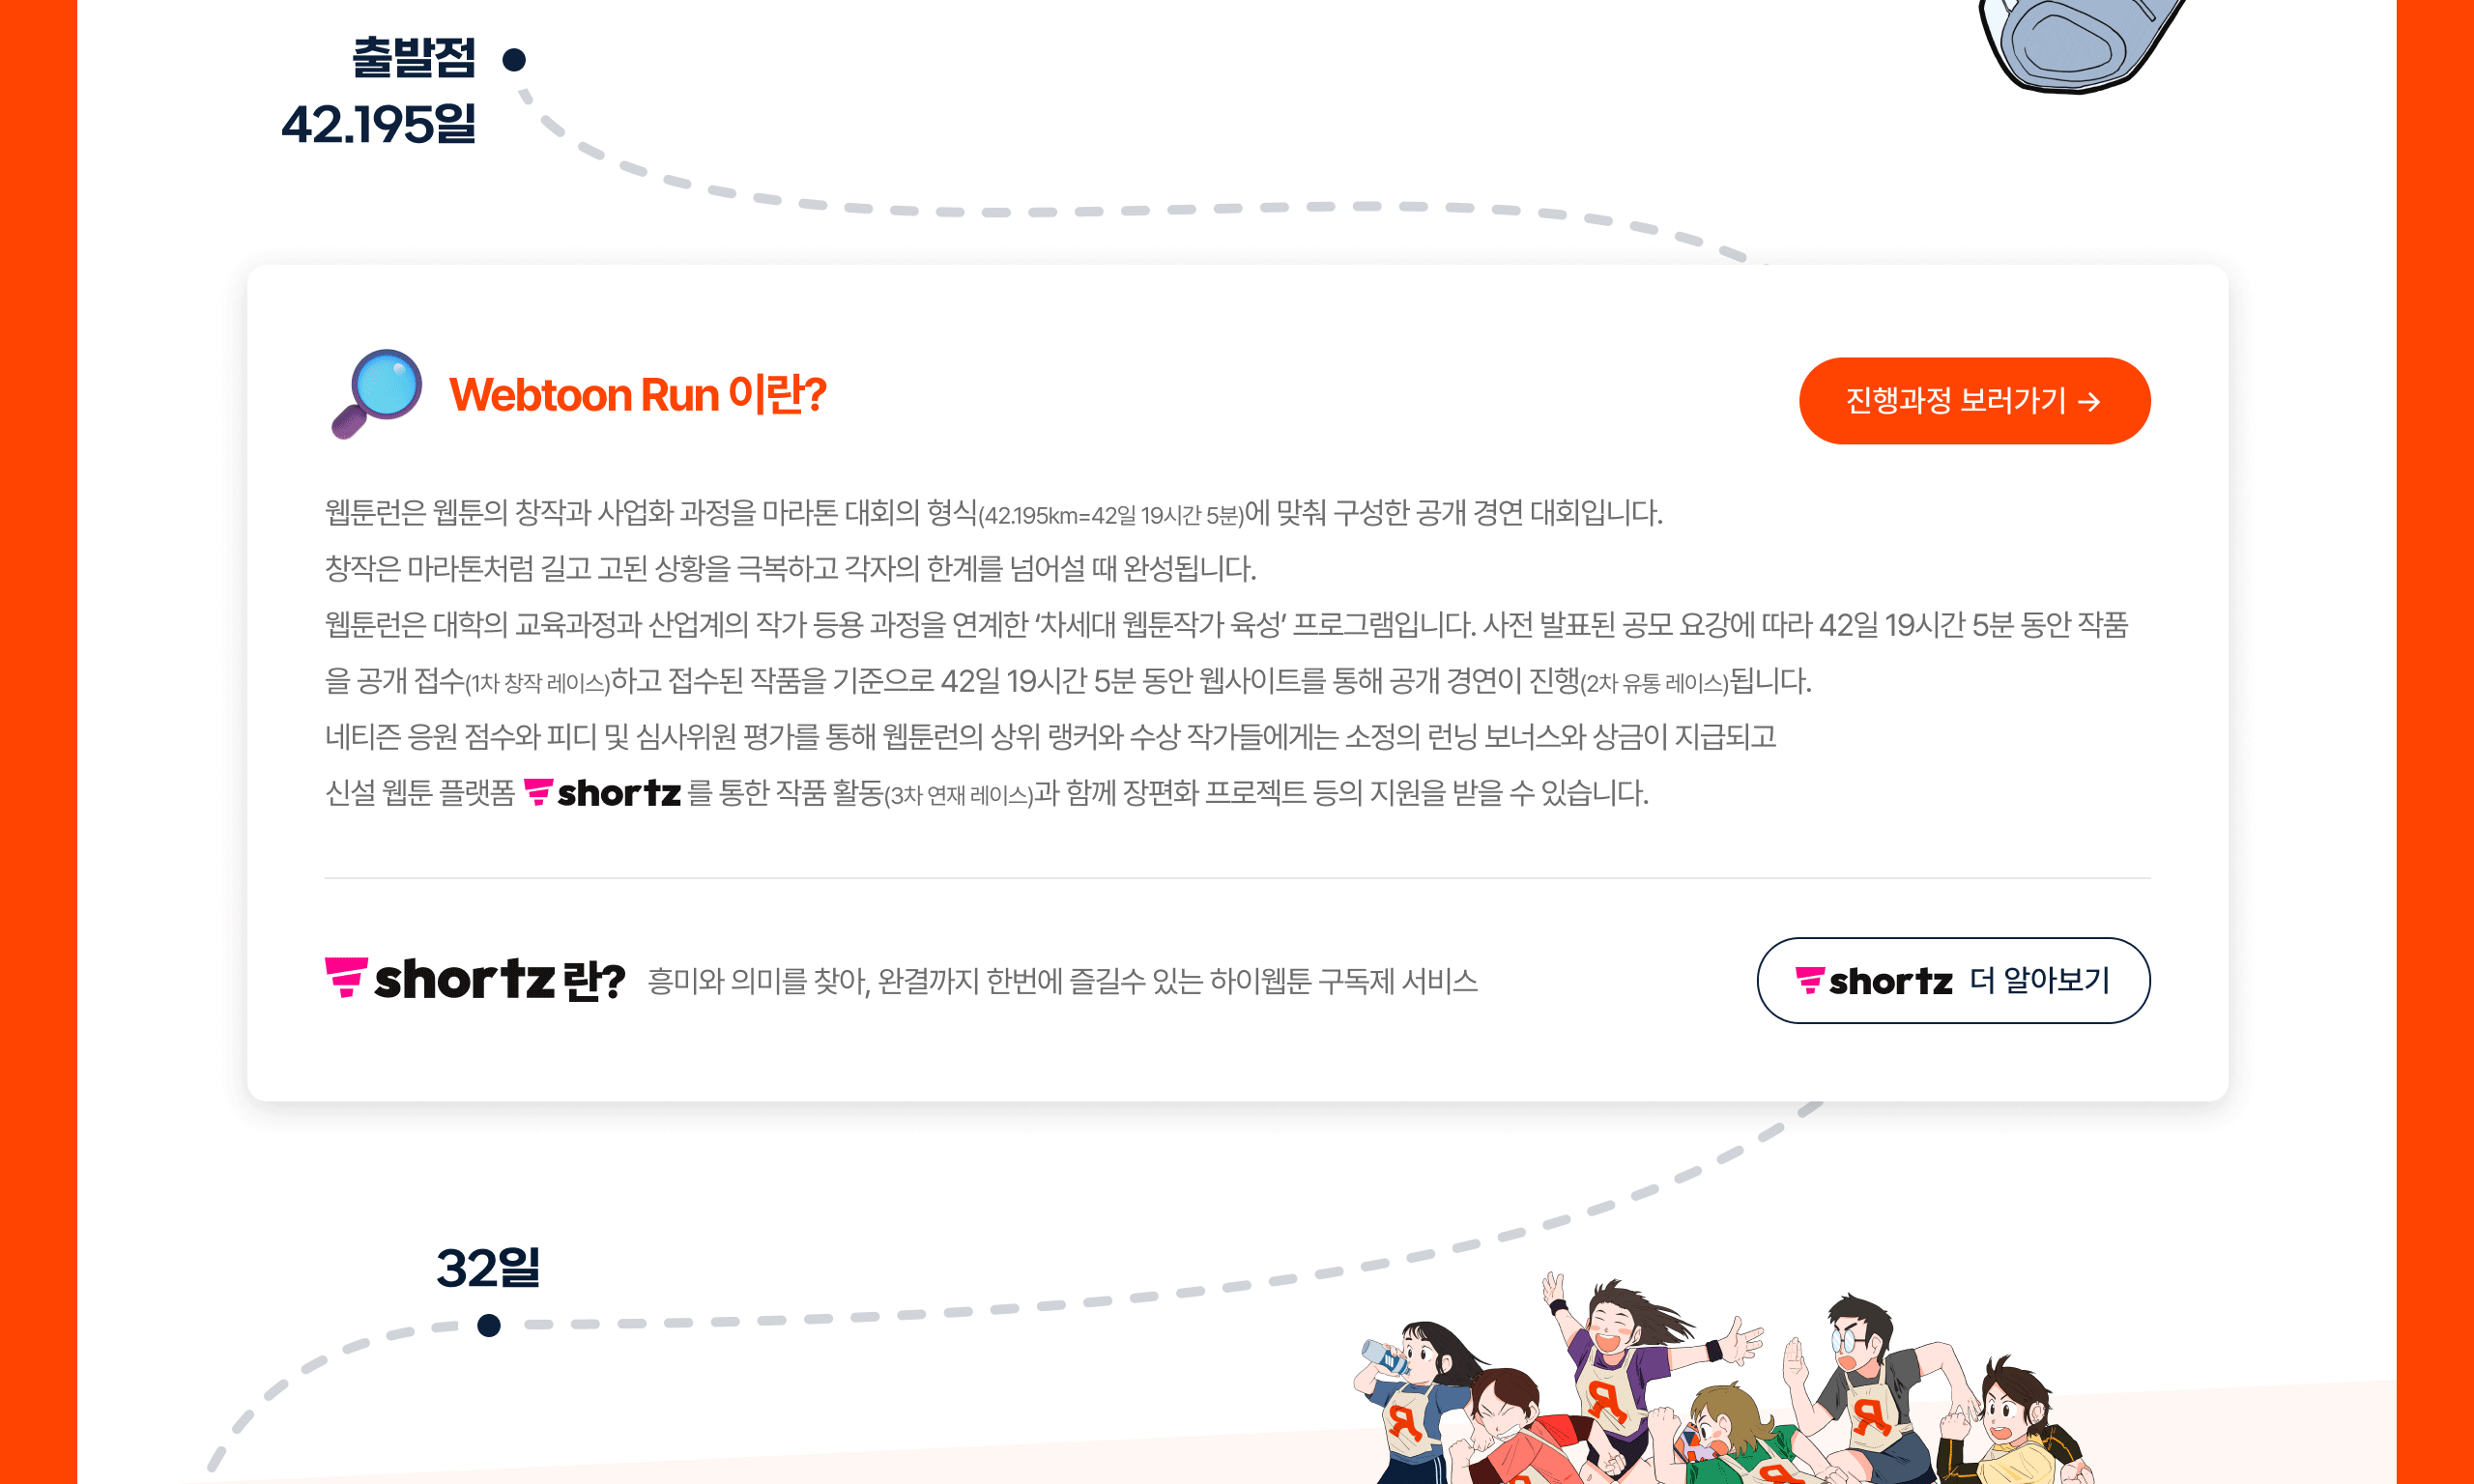 출발점
42.195일
Webtoon Run 이란?
진행과정 보러가기 →
웹툰런은 웹툰의 창작과 사업화 과정을 마라톤 대회의 형식(42.195km=42일 19시간 5분)에 맞춰 구성한 공개 경연 대회입니다.
창작은 마라톤처럼 길고 고된 상황을 극복하고 각자의 한계를 넘어설 때 완성됩니다.
웹툰런은 대학의 교육과정과 산업계의 작가 등용 과정을 연계한 ‘차세대 웹툰작가 육성’ 프로그램입니다. 사전 발표된 공모 요강에 따라 42일 19시간 5분 동안 작품
을 공개 접수(1차 창작 레이스)하고 접수된 작품을 기준으로 42일 19시간 5분 동안 웹사이트를 통해 공개 경연이 진행(2차 유통 레이스)됩니다.
네티즌 응원 점수와 피디 및 심사위원 평가를 통해 웹툰런의 상위 랭커와 수상 작가들에게는 소정의 런닝 보너스와 상금이 지급되고
신설 웹툰 플랫폼 shortz 를 통한 작품 활동(3차 연재 레이스)과 함께 장편화 프로젝트 등의 지원을 받을 수 있습니다.
shortz 란? 흥미와 의미를 찾아, 완결까지 한번에 즐길수 있는 하이웹툰 구독제 서비스
shortz 더 알아보기
32일